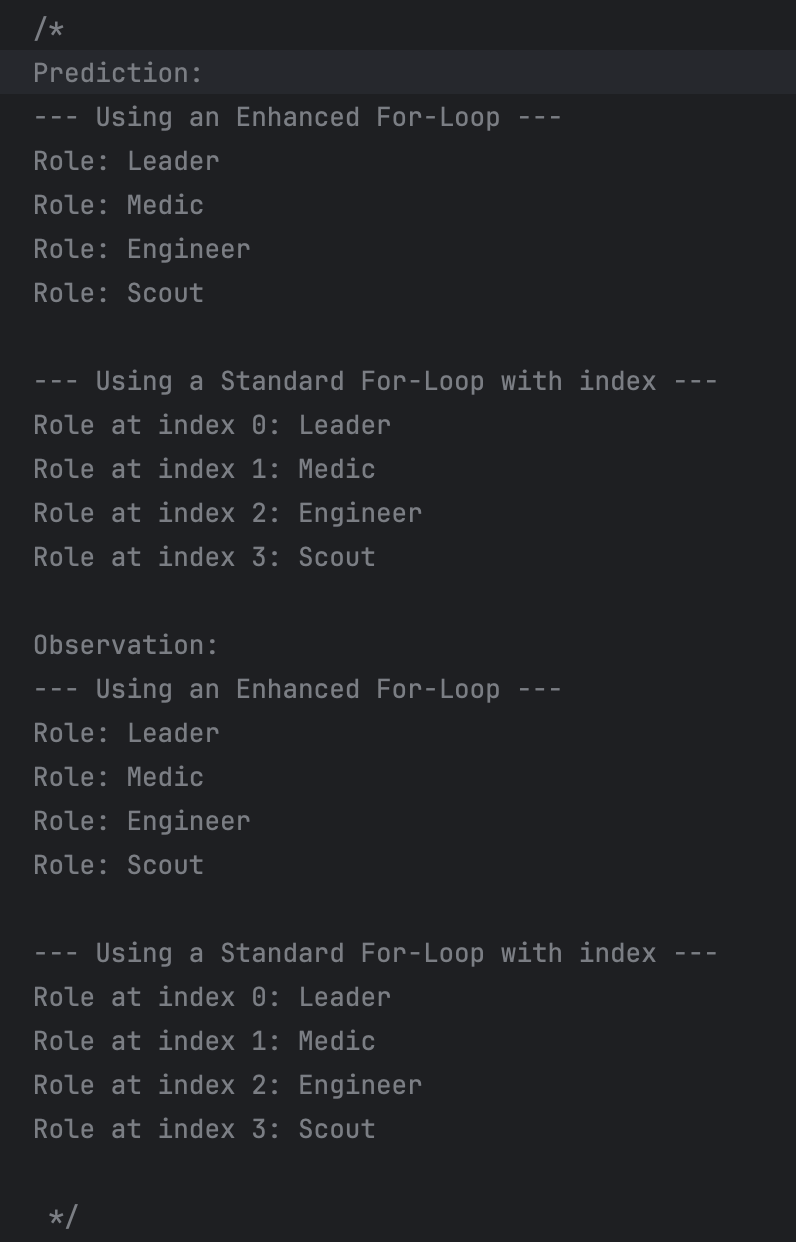 /*
Prediction:
--- Using an Enhanced For-Loop ---
Role: Leader
Role: Medic
Role: Engineer
Role: Scout

--- Using a Standard For-Loop with index ---
Role at index 0: Leader
Role at index 1: Medic
Role at index 2: Engineer
Role at index 3: Scout

Observation:
--- Using an Enhanced For-Loop ---
Role: Leader
Role: Medic
Role: Engineer
Role: Scout

--- Using a Standard For-Loop with index ---
Role at index 0: Leader
Role at index 1: Medic
Role at index 2: Engineer
Role at index 3: Scout

 */